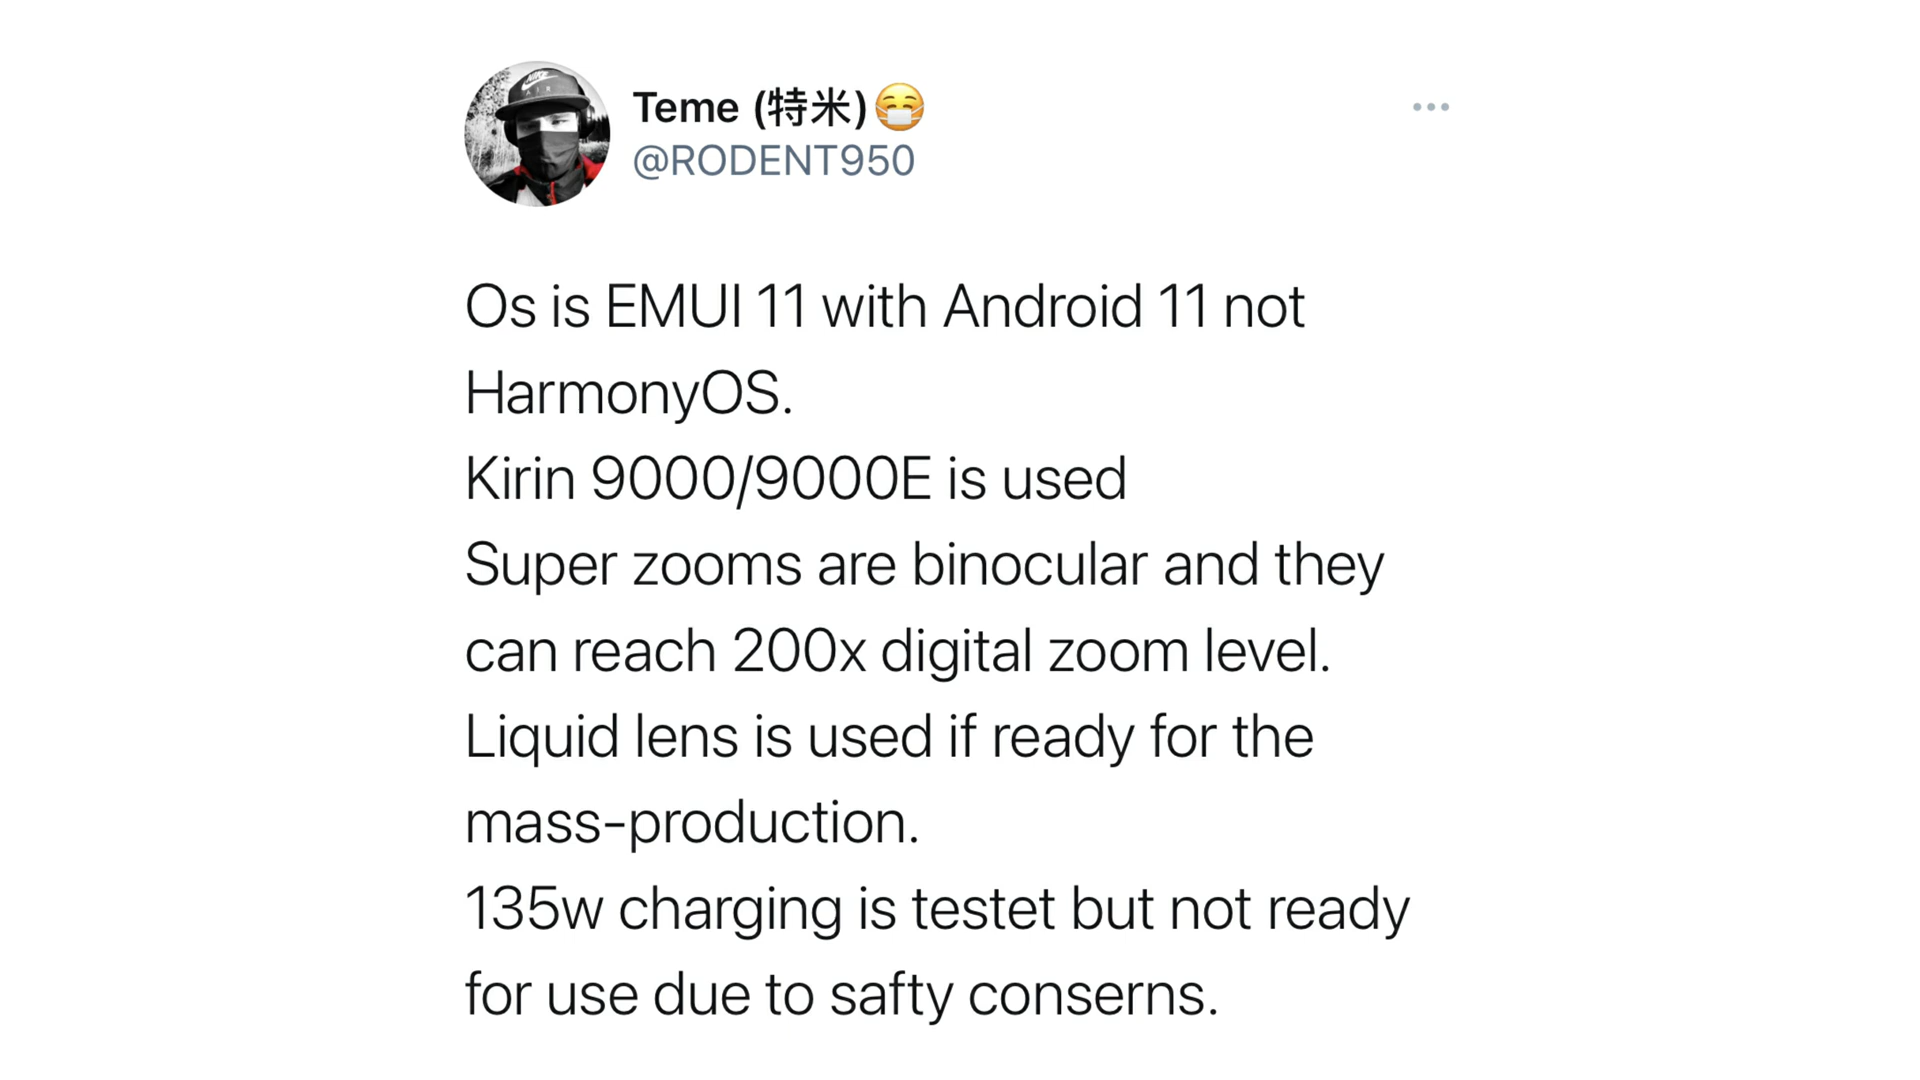 Teme (特米)😷
@RODENT950
Os is EMUI 11 with Android 11 not
HarmonyOS.
Kirin 9000/9000E is used
Super zooms are binocular and they
can reach 200x digital zoom level.
Liquid lens is used if ready for the
mass-production.
135w charging is testet but not ready
for use due to safty conserns.
NIKE
AIR